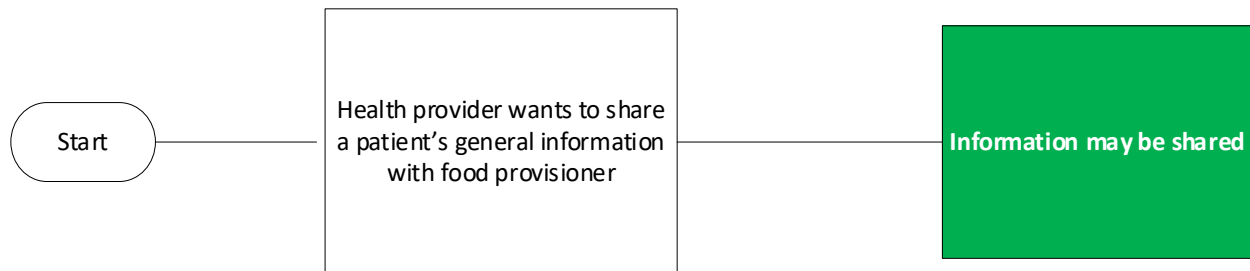 Start
Health provider wants to share
a patient’s general information
with food provisioner
Information may be shared